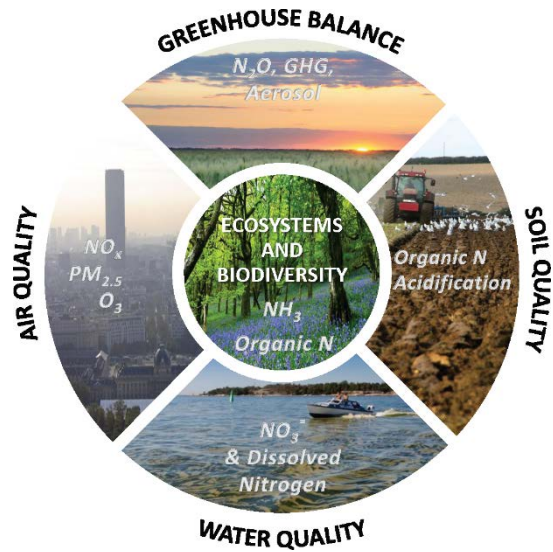 GREENHOUSE BALANCE
N₂O, GHG,
Aerosol
AIR QUALITY
NOₓ
PM₂.₅
O₃
ECOSYSTEMS
AND
BIODIVERSITY
NH₃
Organic N
SOIL QUALITY
Organic N
Acidification
NO₃⁻
& Dissolved
Nitrogen
WATER QUALITY